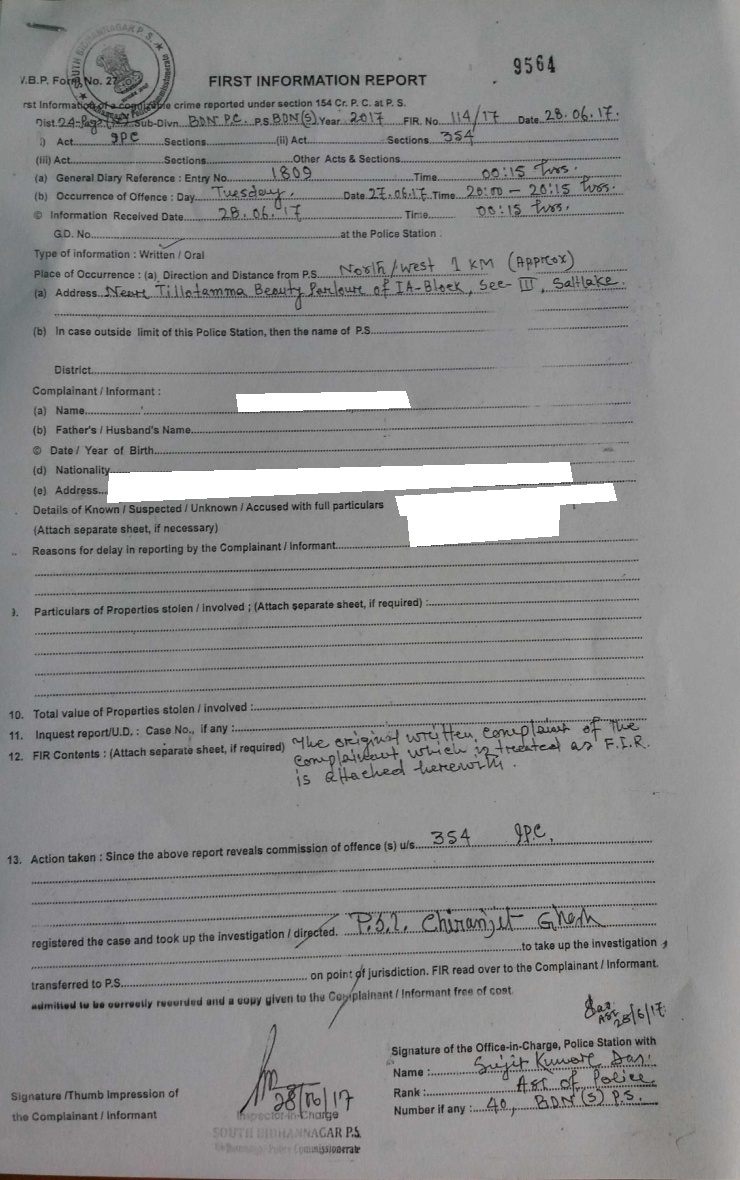 9564
SOUTH BIDHANNAGAR P.S.
W.B.P. Form No. 27
FIRST INFORMATION REPORT
rst Information of a cognizable crime reported under section 154 Cr. P. C. at P. S.
Dist. 24-Pgs (N) Sub-Divn. BDN P.C. P.S. BDN(S) Year 2017 FIR. No. 114/17 Date 28.06.17.
i) Act IPC Sections (ii) Act Sections 354
(iii) Act Sections Other Acts & Sections
(a) General Diary Reference : Entry No. 1809 Time 00:15 hrs.
(b) Occurrence of Offence : Day Tuesday. Date 27.06.17 Time 20:00 – 20:15 hrs.
© Information Received Date 28.06.17 Time 00:15 hrs.
G.D. No. at the Police Station :
Type of information : Written / Oral
Place of Occurrence : (a) Direction and Distance from P.S. North/West 1 KM (Approx)
(a) Address Near Tillotamma Beauty Parlour of IA-Block, Sec- III, Saltlake.
(b) In case outside limit of this Police Station, then the name of P.S.
District
Complainant / Informant :
(a) Name
(b) Father's / Husband's Name
© Date / Year of Birth
(d) Nationality
(e) Address
Details of Known / Suspected / Unknown / Accused with full particulars
(Attach separate sheet, if necessary)
Reasons for delay in reporting by the Complainant / Informant
9. Particulars of Properties stolen / involved ; (Attach separate sheet, if required) :
10. Total value of Properties stolen / involved :
11. Inquest report/U.D. : Case No., if any :
12. FIR Contents : (Attach separate sheet, if required) The original written complaint of the
complainant which is treated as F.I.R.
is attached herewith.
13. Action taken : Since the above report reveals commission of offence (s) u/s 354 IPC.
registered the case and took up the investigation / directed. P.S.I. Chiranjit Ghosh
to take up the investigation
transferred to P.S. on point of jurisdiction. FIR read over to the Complainant / Informant.
admitted to be correctly recorded and a copy given to the Complainant / Informant free of cost.
ASI
28/6/17
Signature of the Office-in-Charge, Police Station with
Name : Sujit Kumar Das.
Rank : ASI of Police
Number if any : 40, BDN(S) P.S.
Signature /Thumb Impression of
the Complainant / Informant
28/06/17
Inspector-in-Charge
SOUTH BIDHANNAGAR P.S.
Bidhannagar Police Commissionerate